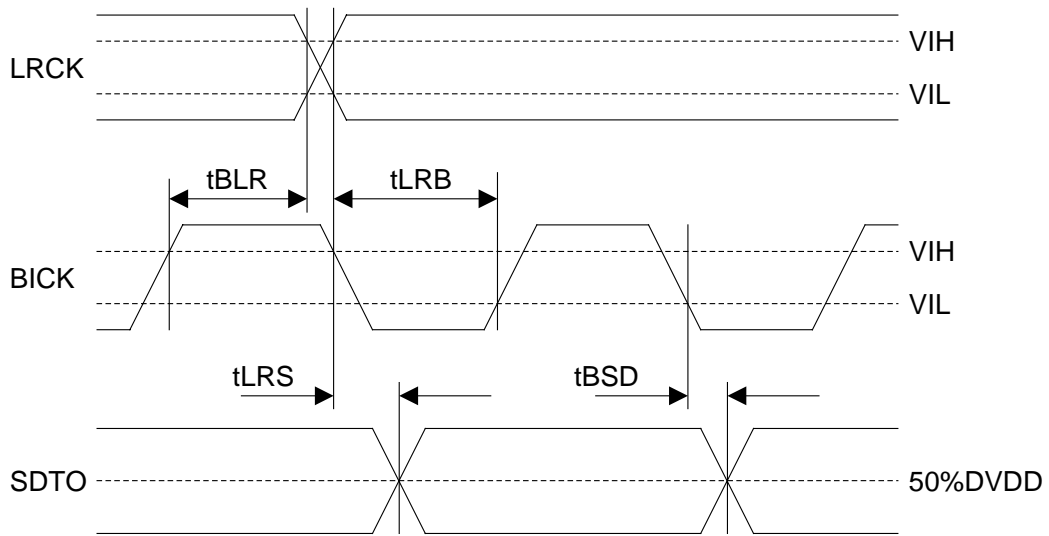 LRCK
VIH
VIL
tBLR
tLRB
BICK
VIH
VIL
tLRS
tBSD
SDTO
50%DVDD